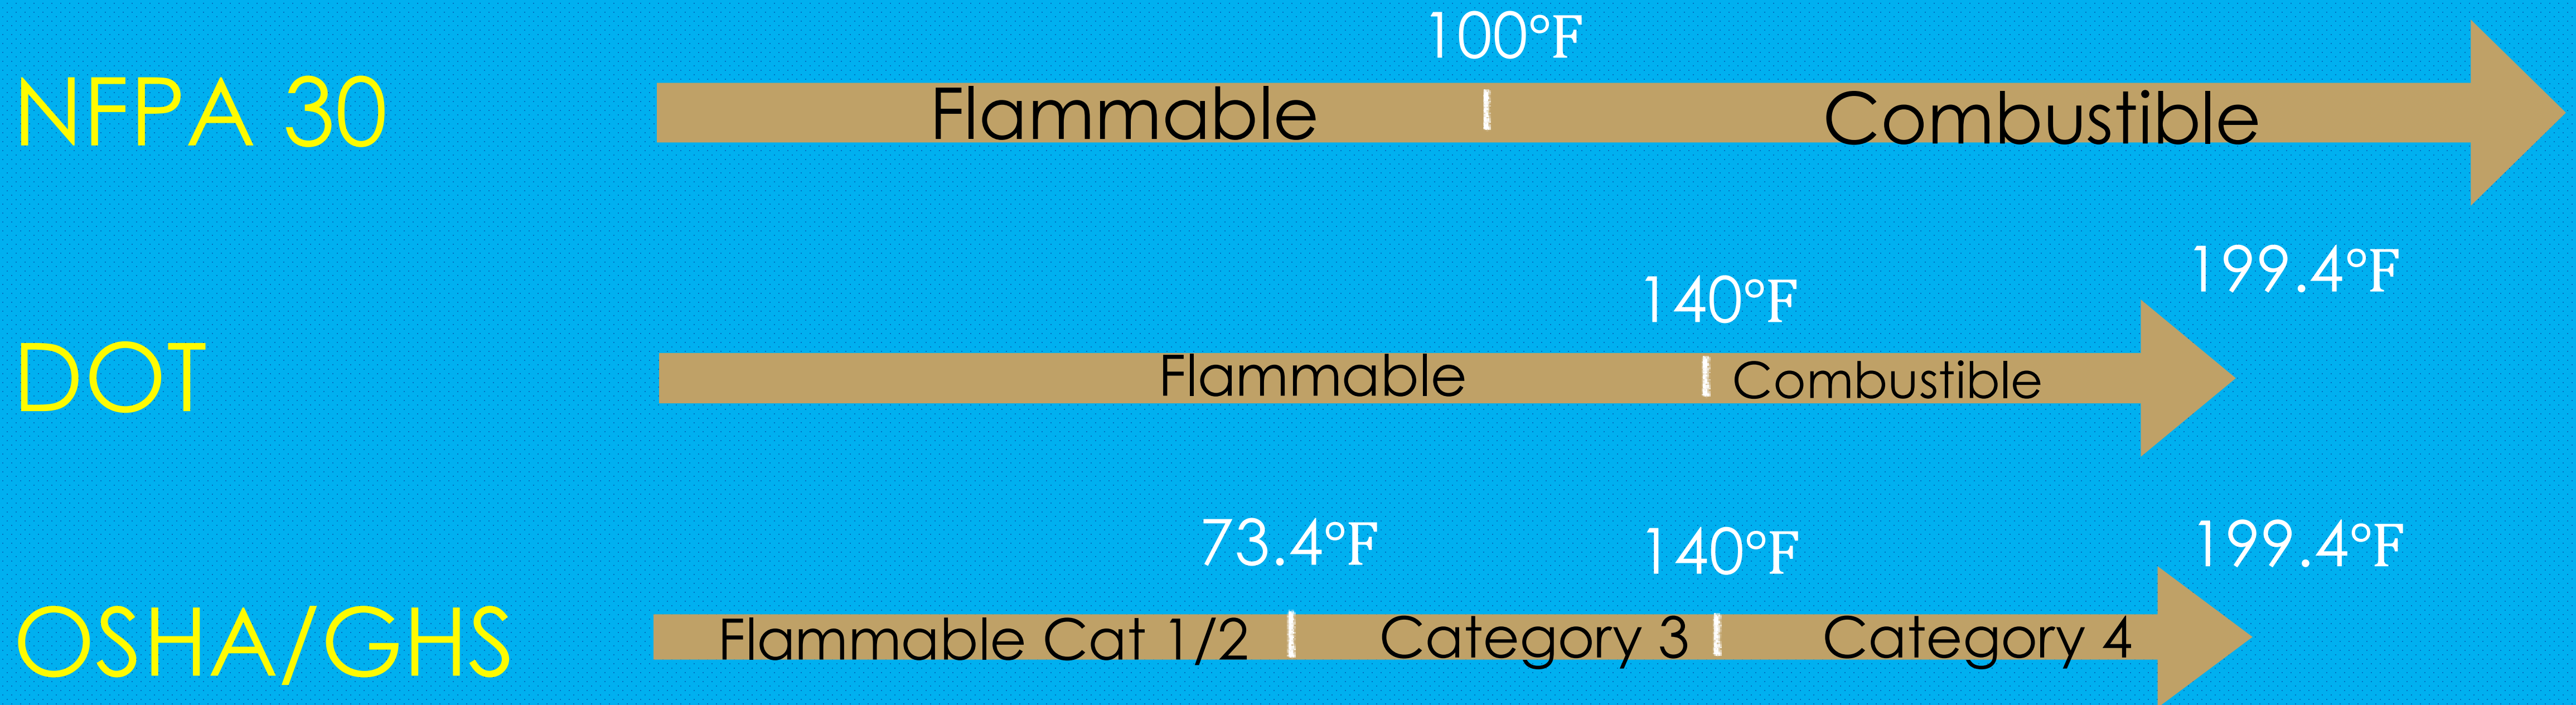 100°F
NFPA 30
Flammable
Combustible
199.4°F
140°F
DOT
Flammable
Combustible
73.4°F
140°F
199.4°F
OSHA/GHS
Flammable Cat 1/2
Category 3
Category 4